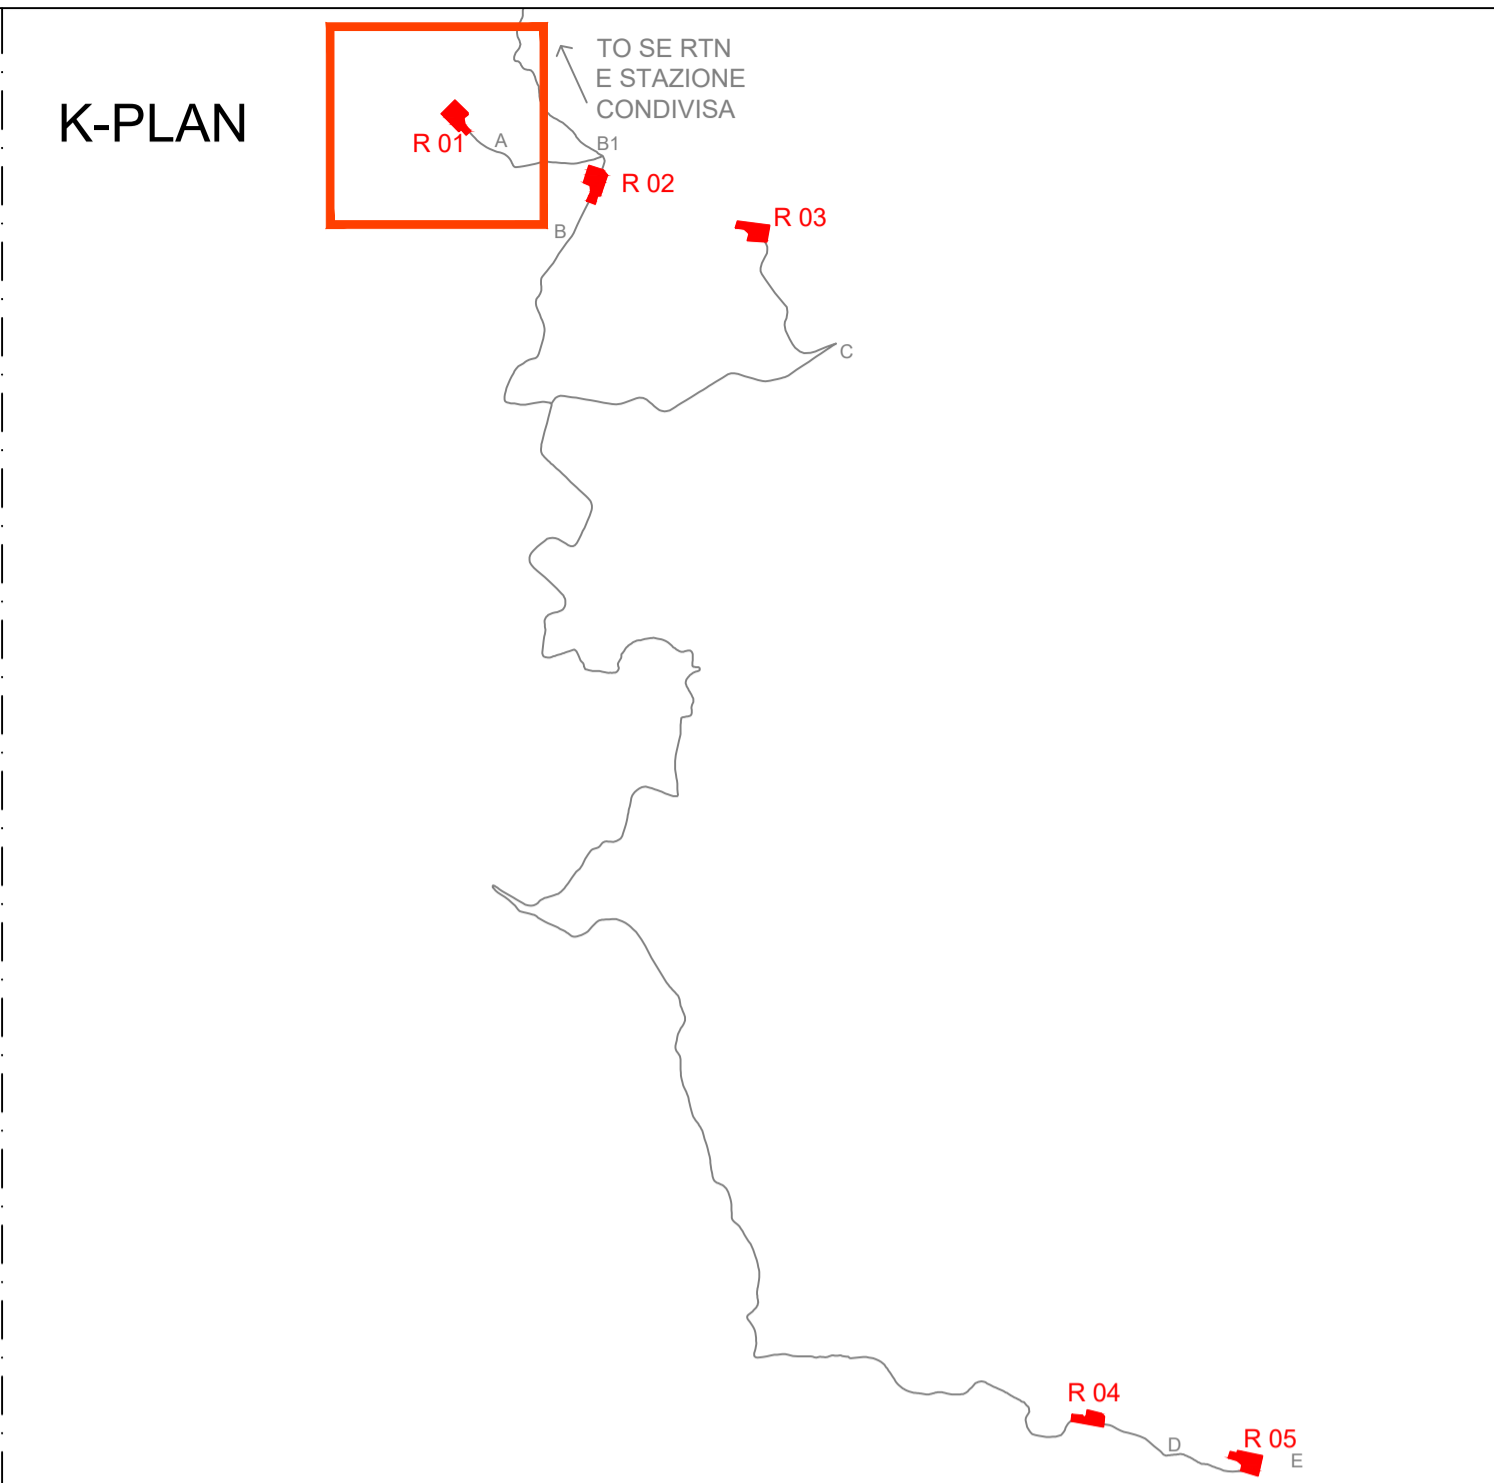 TO SE RTN
E STAZIONE
CONDIVISA
K-PLAN
R 01
A
B1
R 02
R 03
B
C
R 04
D
R 05
E